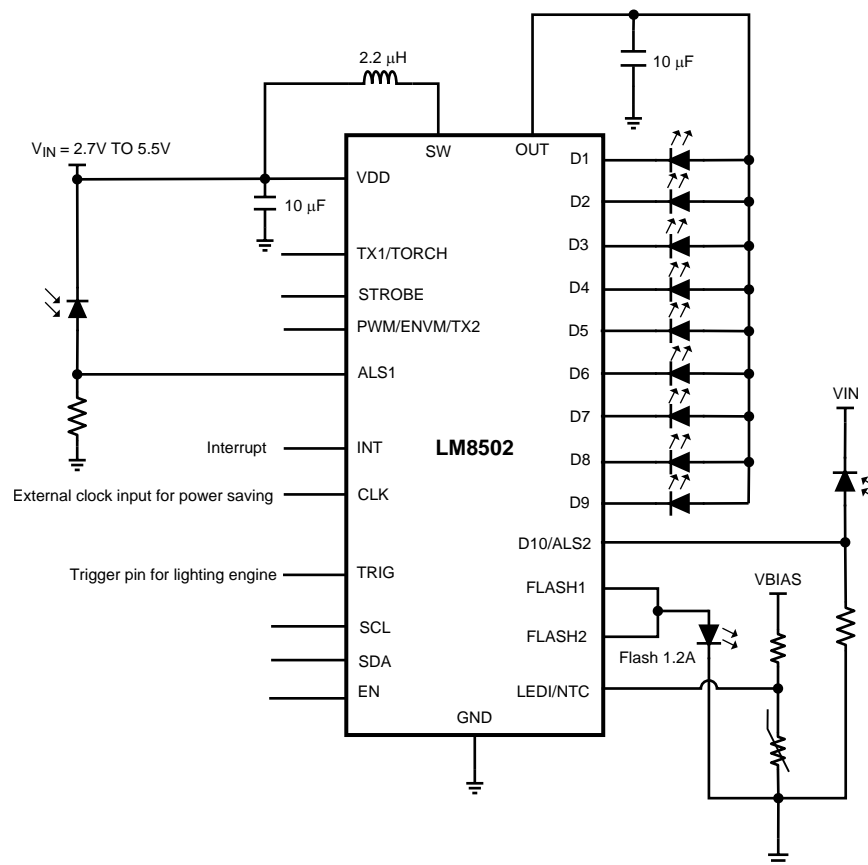 2.2 μH
10 μF
VIN = 2.7V TO 5.5V
SW
OUT
VDD
10 μF
TX1/TORCH
STROBE
PWM/ENVM/TX2
ALS1
Interrupt
INT
LM8502
External clock input for power saving
CLK
Trigger pin for lighting engine
TRIG
SCL
SDA
EN
GND
D1
D2
D3
D4
D5
D6
D7
D8
D9
D10/ALS2
VIN
FLASH1
FLASH2
Flash 1.2A
VBIAS
LEDI/NTC